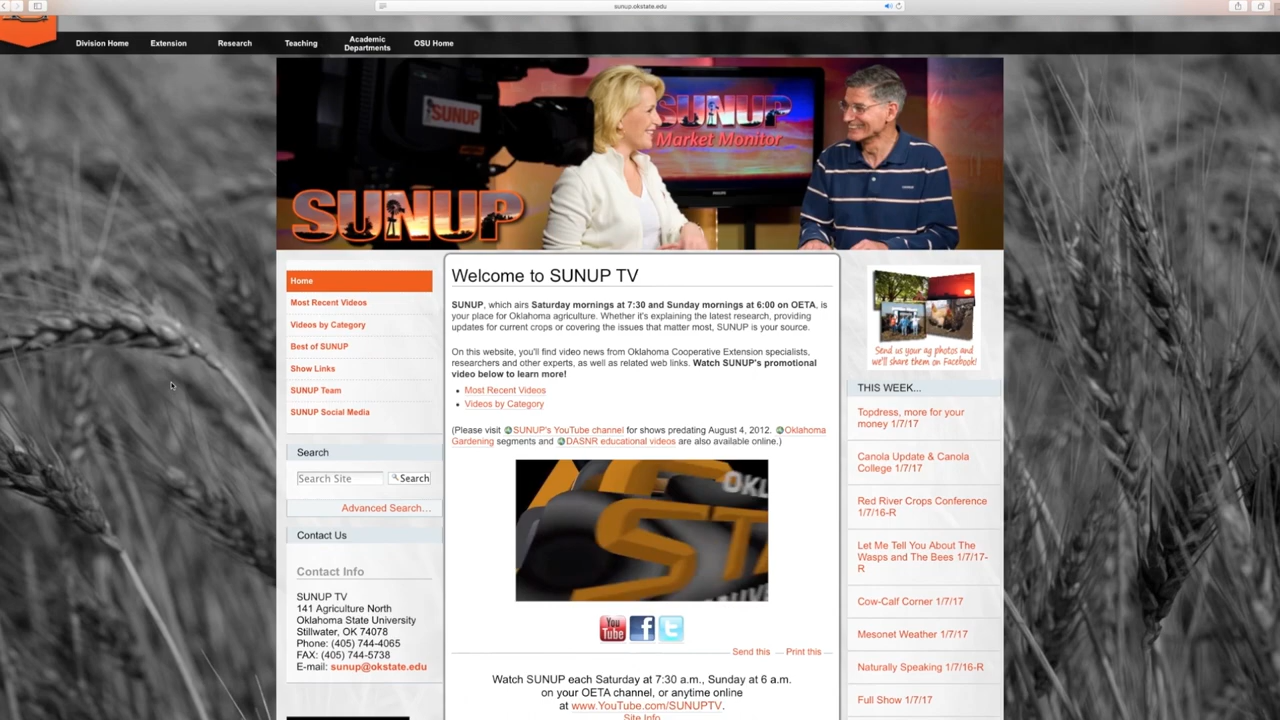 sunup.okstate.edu
Division Home
Extension
Research
Teaching
Academic
Departments
OSU Home
SUNUP
SUNUP
Market Monitor
PHILIPS
SUNUP
Home
Most Recent Videos
Videos by Category
Best of SUNUP
Show Links
SUNUP Team
SUNUP Social Media
Search
Search Site
Search
Advanced Search…
Contact Us
Contact Info
SUNUP TV
141 Agriculture North
Oklahoma State University
Stillwater, OK 74078
Phone: (405) 744-4065
FAX: (405) 744-5738
E-mail: sunup@okstate.edu
Welcome to SUNUP TV
SUNUP, which airs Saturday mornings at 7:30 and Sunday mornings at 6:00 on OETA, is
your place for Oklahoma agriculture. Whether it's explaining the latest research, providing
updates for current crops or covering the issues that matter most, SUNUP is your source.
On this website, you'll find video news from Oklahoma Cooperative Extension specialists,
researchers and other experts, as well as related web links. Watch SUNUP's promotional
video below to learn more!
• Most Recent Videos
• Videos by Category
(Please visit SUNUP's YouTube channel for shows predating August 4, 2012. Oklahoma
Gardening segments and DASNR educational videos are also available online.)
OKL
ST
You
Tube
f
t
Send this — Print this —
Watch SUNUP each Saturday at 7:30 a.m., Sunday at 6 a.m.
on your OETA channel, or anytime online
at www.YouTube.com/SUNUPTV.
Site Info
Send us your ag photos and
we'll share them on Facebook!
THIS WEEK...
Topdress, more for your
money 1/7/17
Canola Update & Canola
College 1/7/17
Red River Crops Conference
1/7/16-R
Let Me Tell You About The
Wasps and The Bees 1/7/17-
R
Cow-Calf Corner 1/7/17
Mesonet Weather 1/7/17
Naturally Speaking 1/7/16-R
Full Show 1/7/17